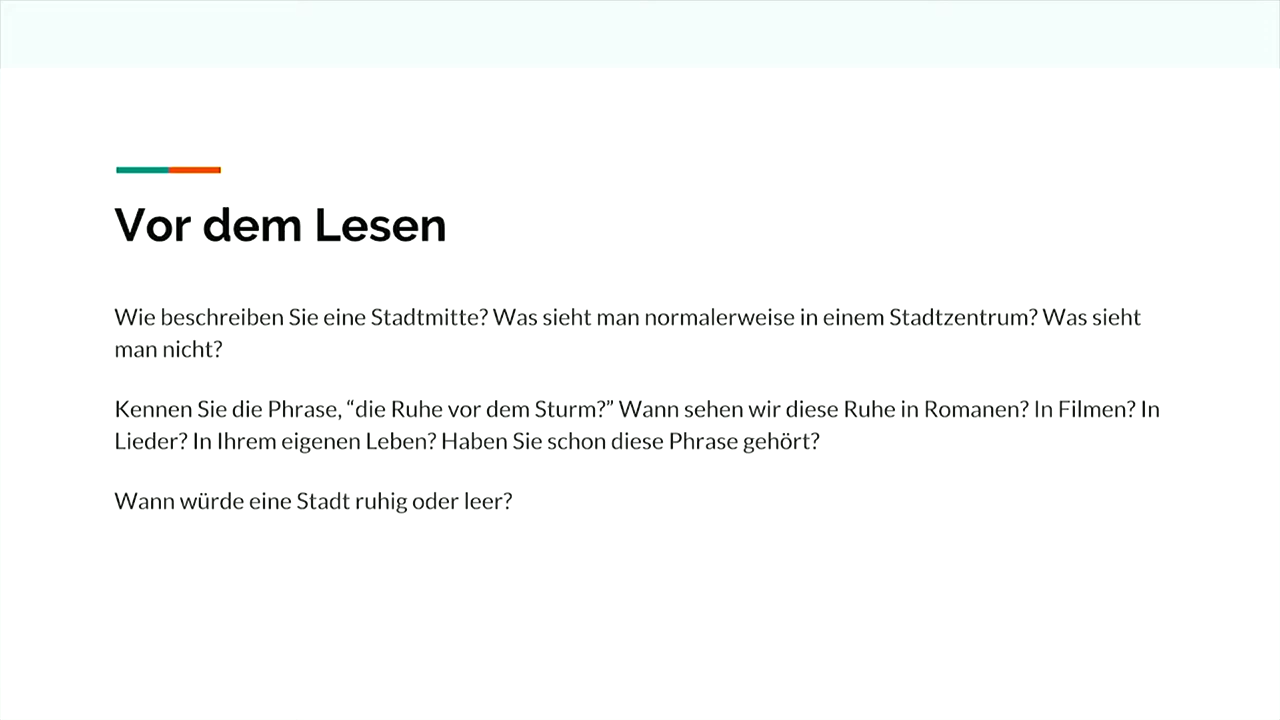 Vor dem Lesen
Wie beschreiben Sie eine Stadtmitte? Was sieht man normalerweise in einem Stadtzentrum? Was sieht
man nicht?
Kennen Sie die Phrase, “die Ruhe vor dem Sturm?” Wann sehen wir diese Ruhe in Romanen? In Filmen? In
Lieder? In Ihrem eigenen Leben? Haben Sie schon diese Phrase gehört?
Wann würde eine Stadt ruhig oder leer?